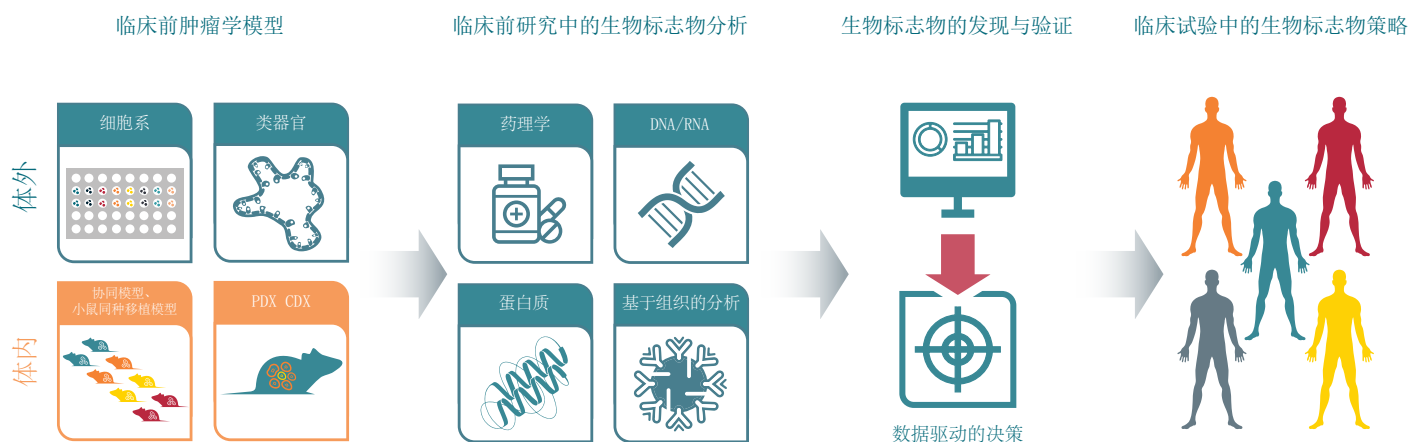 临床前肿瘤学模型
临床前研究中的生物标志物分析
生物标志物的发现与验证
临床试验中的生物标志物策略
体外
细胞系
类器官
药理学
DNA/RNA
体内
协同模型、
小鼠同种移植模型
PDX CDX
蛋白质
基于组织的分析
数据驱动的决策